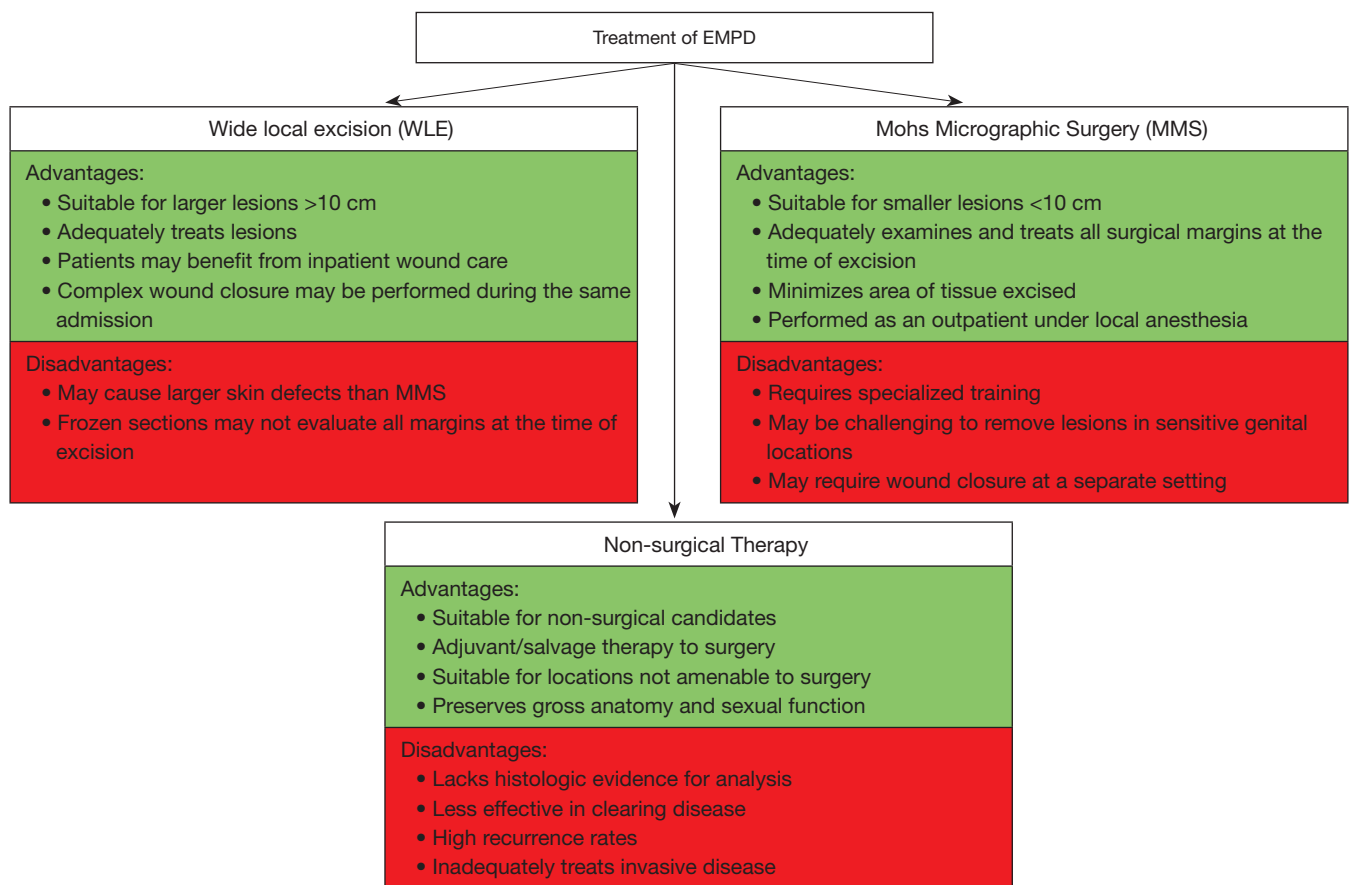 Treatment of EMPD
Wide local excision (WLE)
Advantages:
• Suitable for larger lesions >10 cm
• Adequately treats lesions
• Patients may benefit from inpatient wound care
• Complex wound closure may be performed during the same
admission
Disadvantages:
• May cause larger skin defects than MMS
• Frozen sections may not evaluate all margins at the time of
excision
Mohs Micrographic Surgery (MMS)
Advantages:
• Suitable for smaller lesions <10 cm
• Adequately examines and treats all surgical margins at the
time of excision
• Minimizes area of tissue excised
• Performed as an outpatient under local anesthesia
Disadvantages:
• Requires specialized training
• May be challenging to remove lesions in sensitive genital
locations
• May require wound closure at a separate setting
Non-surgical Therapy
Advantages:
• Suitable for non-surgical candidates
• Adjuvant/salvage therapy to surgery
• Suitable for locations not amenable to surgery
• Preserves gross anatomy and sexual function
Disadvantages:
• Lacks histologic evidence for analysis
• Less effective in clearing disease
• High recurrence rates
• Inadequately treats invasive disease